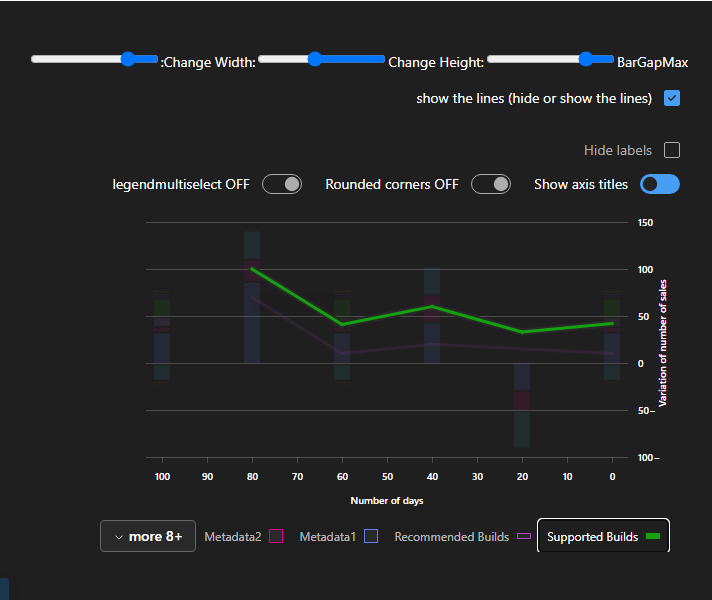 :Change Width: Change Height: BarGapMax
show the lines (hide or show the lines)
Hide labels
legendmultiselect OFF Rounded corners OFF Show axis titles
150
100
50
0
50–
100–
Variation of number of sales
100 90 80 70 60 50 40 30 20 10 0
Number of days
more 8+ Metadata2 Metadata1 Recommended Builds Supported Builds